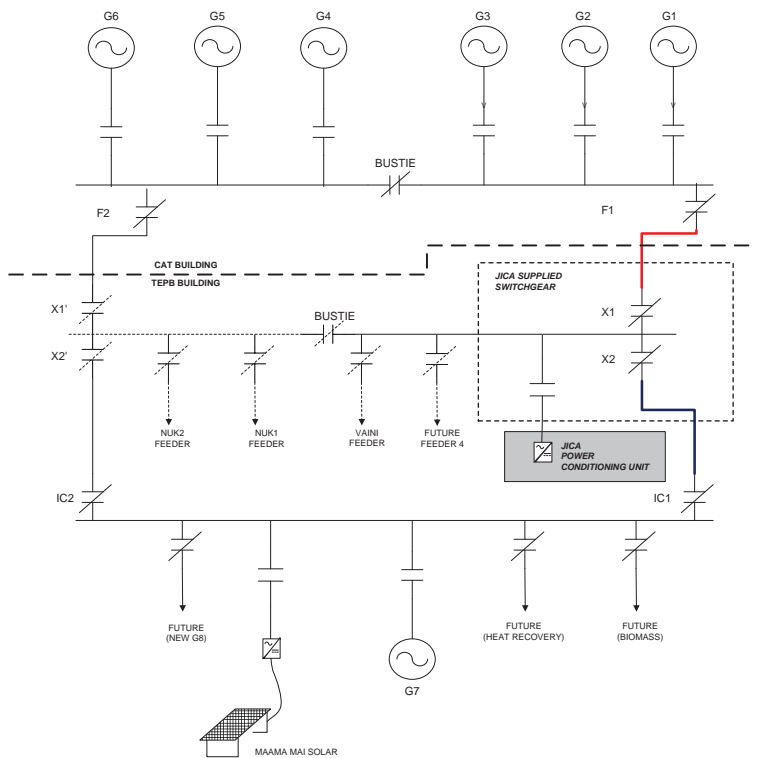 G6
G5
G4
G3
G2
G1
BUSTIE
F2
F1
CAT BUILDING
TEPB BUILDING
JICA SUPPLIED
SWITCHGEAR
X1'
BUSTIE
X1
X2'
X2
NUK2
FEEDER
NUK1
FEEDER
VAINI
FEEDER
FUTURE
FEEDER 4
JICA
POWER
CONDITIONING UNIT
IC2
IC1
FUTURE
(NEW G8)
FUTURE
(HEAT RECOVERY)
FUTURE
(BIOMASS)
G7
MAAMA MAI SOLAR